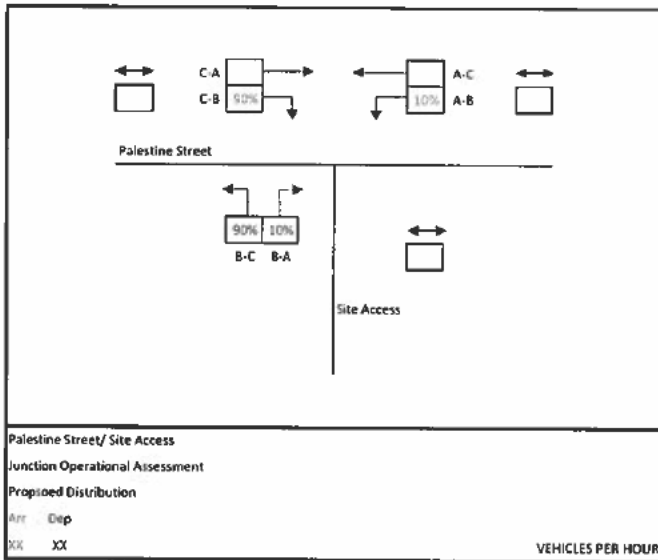 C-A
C-B
90%
A-C
10%
A-B
Palestine Street
90% 10%
B-C B-A
Site Access
Palestine Street/ Site Access
Junction Operational Assessment
Propsoed Distribution
Arr Dep
XX XX
VEHICLES PER HOUR